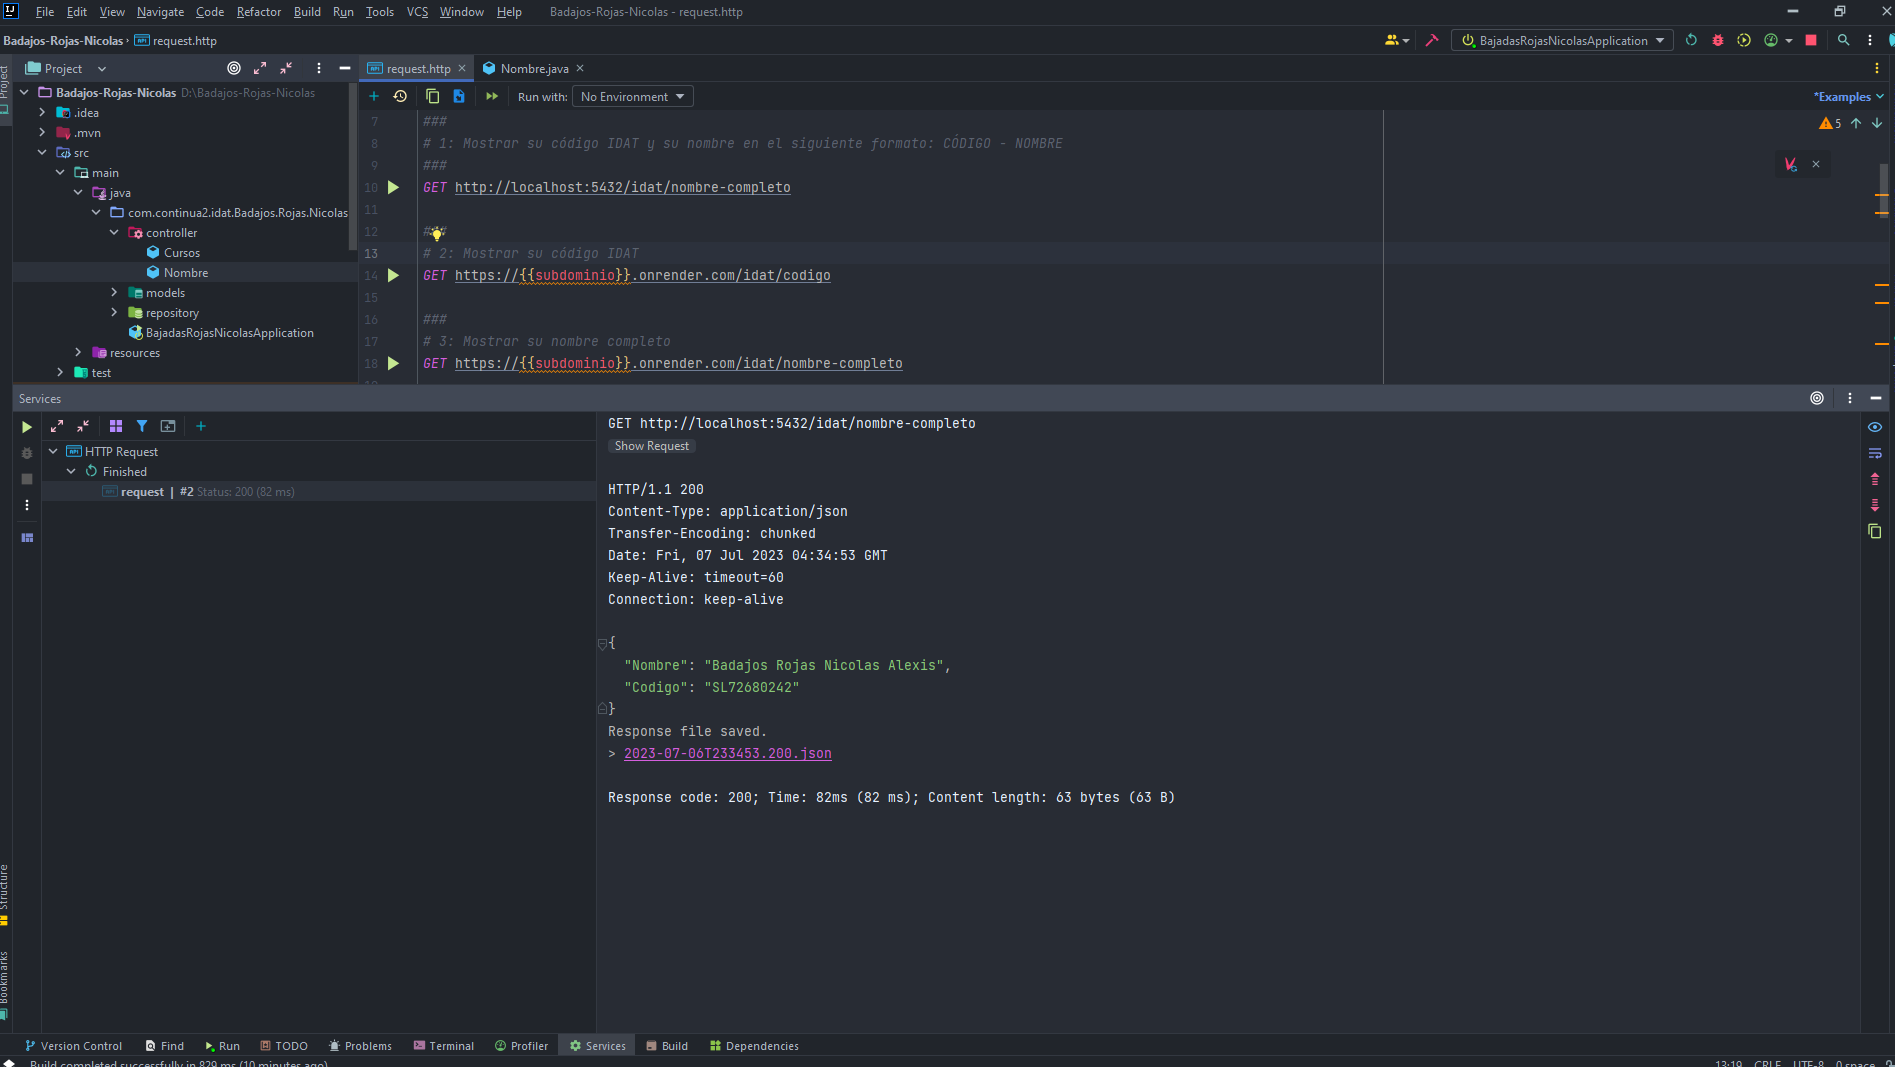 File Edit View Navigate Code Refactor Build Run Tools VCS Window Help Badajos-Rojas-Nicolas - request.http
Badajos-Rojas-Nicolas request.http BajadasRojasNicolasApplication
Project
Project
request.http
Nombre.java
Badajos-Rojas-Nicolas D:\Badajos-Rojas-Nicolas
.idea
.mvn
src
main
java
com.continua2.idat.Badajos.Rojas.Nicolas
controller
Cursos
Nombre
models
repository
BajadasRojasNicolasApplication
resources
test
Run with: No Environment
*Examples
5
7 ###
8 # 1: Mostrar su código IDAT y su nombre en el siguiente formato: CÓDIGO - NOMBRE
9 ###
10 GET http://localhost:5432/idat/nombre-completo
11
12 ###
13 # 2: Mostrar su código IDAT
14 GET https://{{subdominio}}.onrender.com/idat/codigo
15
16 ###
17 # 3: Mostrar su nombre completo
18 GET https://{{subdominio}}.onrender.com/idat/nombre-completo
Services
HTTP Request
Finished
request | #2 Status: 200 (82 ms)
GET http://localhost:5432/idat/nombre-completo
Show Request
HTTP/1.1 200
Content-Type: application/json
Transfer-Encoding: chunked
Date: Fri, 07 Jul 2023 04:34:53 GMT
Keep-Alive: timeout=60
Connection: keep-alive
{
"Nombre": "Badajos Rojas Nicolas Alexis",
"Codigo": "SL72680242"
}
Response file saved.
> 2023-07-06T233453.200.json
Response code: 200; Time: 82ms (82 ms); Content length: 63 bytes (63 B)
Structure
Bookmarks
Version Control Find Run TODO Problems Terminal Profiler Services Build Dependencies
Build completed successfully in 829 ms (10 minutes ago) 13:19 CRLF UTF-8